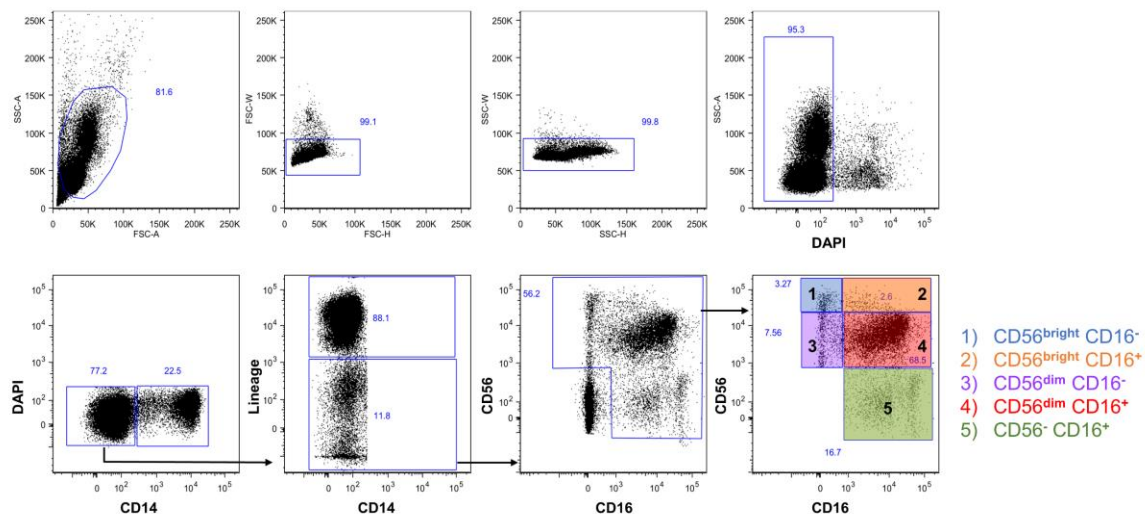 250K
200K
150K
100K
50K
0
SSC-A
81.6
0 50K 100K 150K 200K 250K
FSC-A
250K
200K
150K
100K
50K
0
FSC-W
99.1
0 50K 100K 150K 200K 250K
FSC-H
250K
200K
150K
100K
50K
0
SSC-W
99.8
0 50K 100K 150K 200K 250K
SSC-H
250K
200K
150K
100K
50K
0
SSC-A
95.3
0 10² 10³ 10⁴ 10⁵
DAPI
10⁵
10⁴
10³
10²
0
DAPI
77.2 22.5
0 10² 10³ 10⁴ 10⁵
CD14
10⁵
10⁴
10³
10²
0
Lineage
88.1
11.8
0 10² 10³ 10⁴ 10⁵
CD14
10⁵
10⁴
10³
10²
0
CD56
56.2
0 10³ 10⁴ 10⁵
CD16
10⁵
10⁴
10³
10²
0
CD56
3.27
1 2.6 2
7.56
3 4
68.5
5
16.7
0 10³ 10⁴ 10⁵
CD16
1) CD56ᵇʳⁱᵍʰᵗ CD16⁻
2) CD56ᵇʳⁱᵍʰᵗ CD16⁺
3) CD56ᵈⁱᵐ CD16⁻
4) CD56ᵈⁱᵐ CD16⁺
5) CD56⁻ CD16⁺